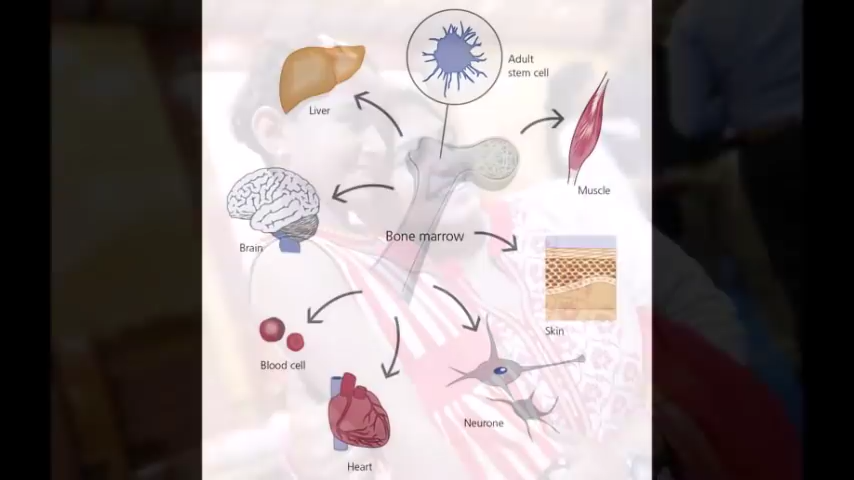 Adult
stem cell
Liver
Muscle
Bone marrow
Brain
Skin
Blood cell
Neurone
Heart